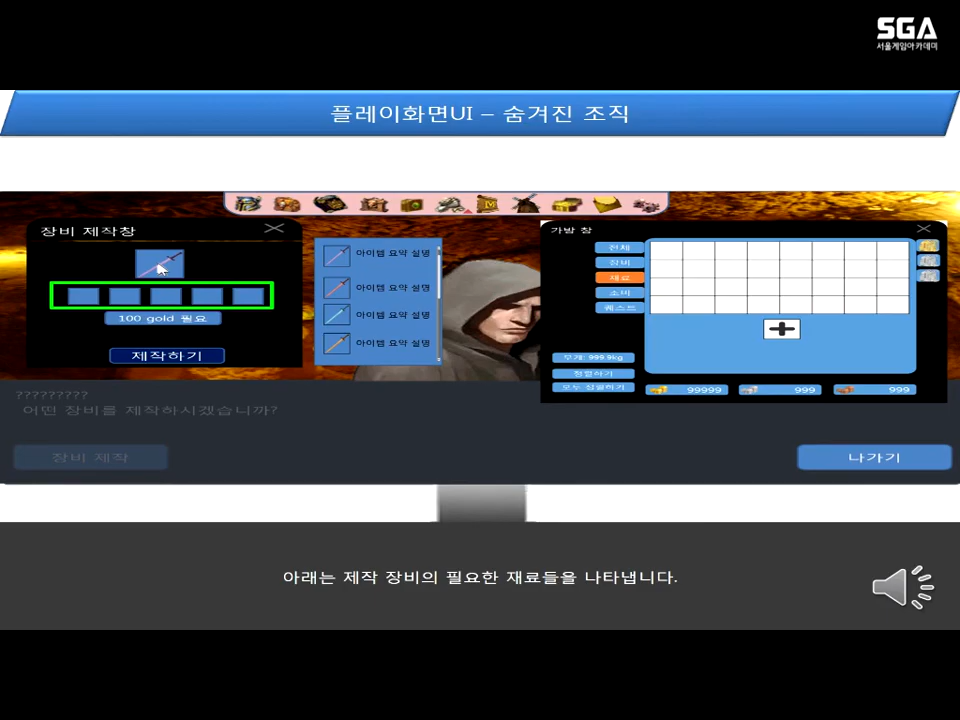 SGA
서울게임아카데미
플레이화면UI – 숨겨진 조직
장비 제작창
100 gold 필요
제작하기
아이템 요약 설명
아이템 요약 설명
아이템 요약 설명
아이템 요약 설명
가방 창
전체
장비
재료
소비
퀘스트
무게: 999.9kg
정렬하기
모두 정렬하기
99999
999
999
?????????
어떤 장비를 제작하시겠습니까?
장비 제작
나가기
아래는 제작 장비의 필요한 재료들을 나타냅니다.